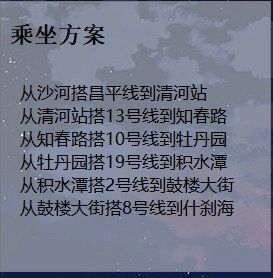 乘坐方案
从沙河搭昌平线到清河站
从清河站搭13号线到知春路
从知春路搭10号线到牡丹园
从牡丹园搭19号线到积水潭
从积水潭搭2号线到鼓楼大街
从鼓楼大街搭8号线到什刹海